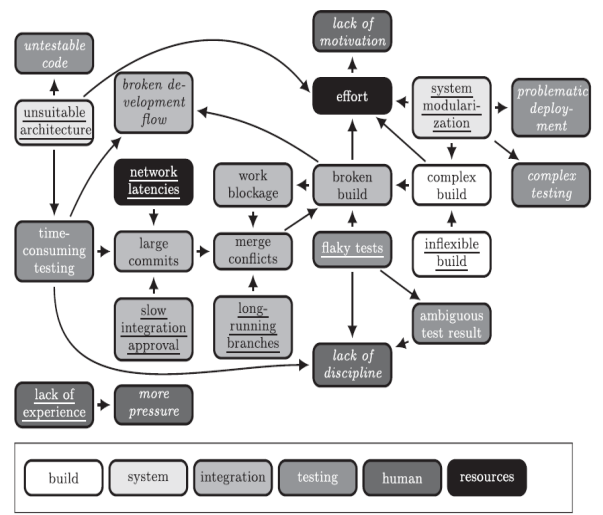 lack of
motivation
untestable
code
effort
system
modulari-
zation
problematic
deploy-
ment
broken de-
velopment
flow
unsuitable
architecture
network
latencies
work
blockage
broken
build
complex
build
complex
testing
time-
consuming
testing
large
commits
merge
conflicts
flaky tests
inflexible
build
slow
integration
approval
long-
running
branches
ambiguous
test result
lack of
discipline
lack of
experience
more
pressure
build
system
integration
testing
human
resources